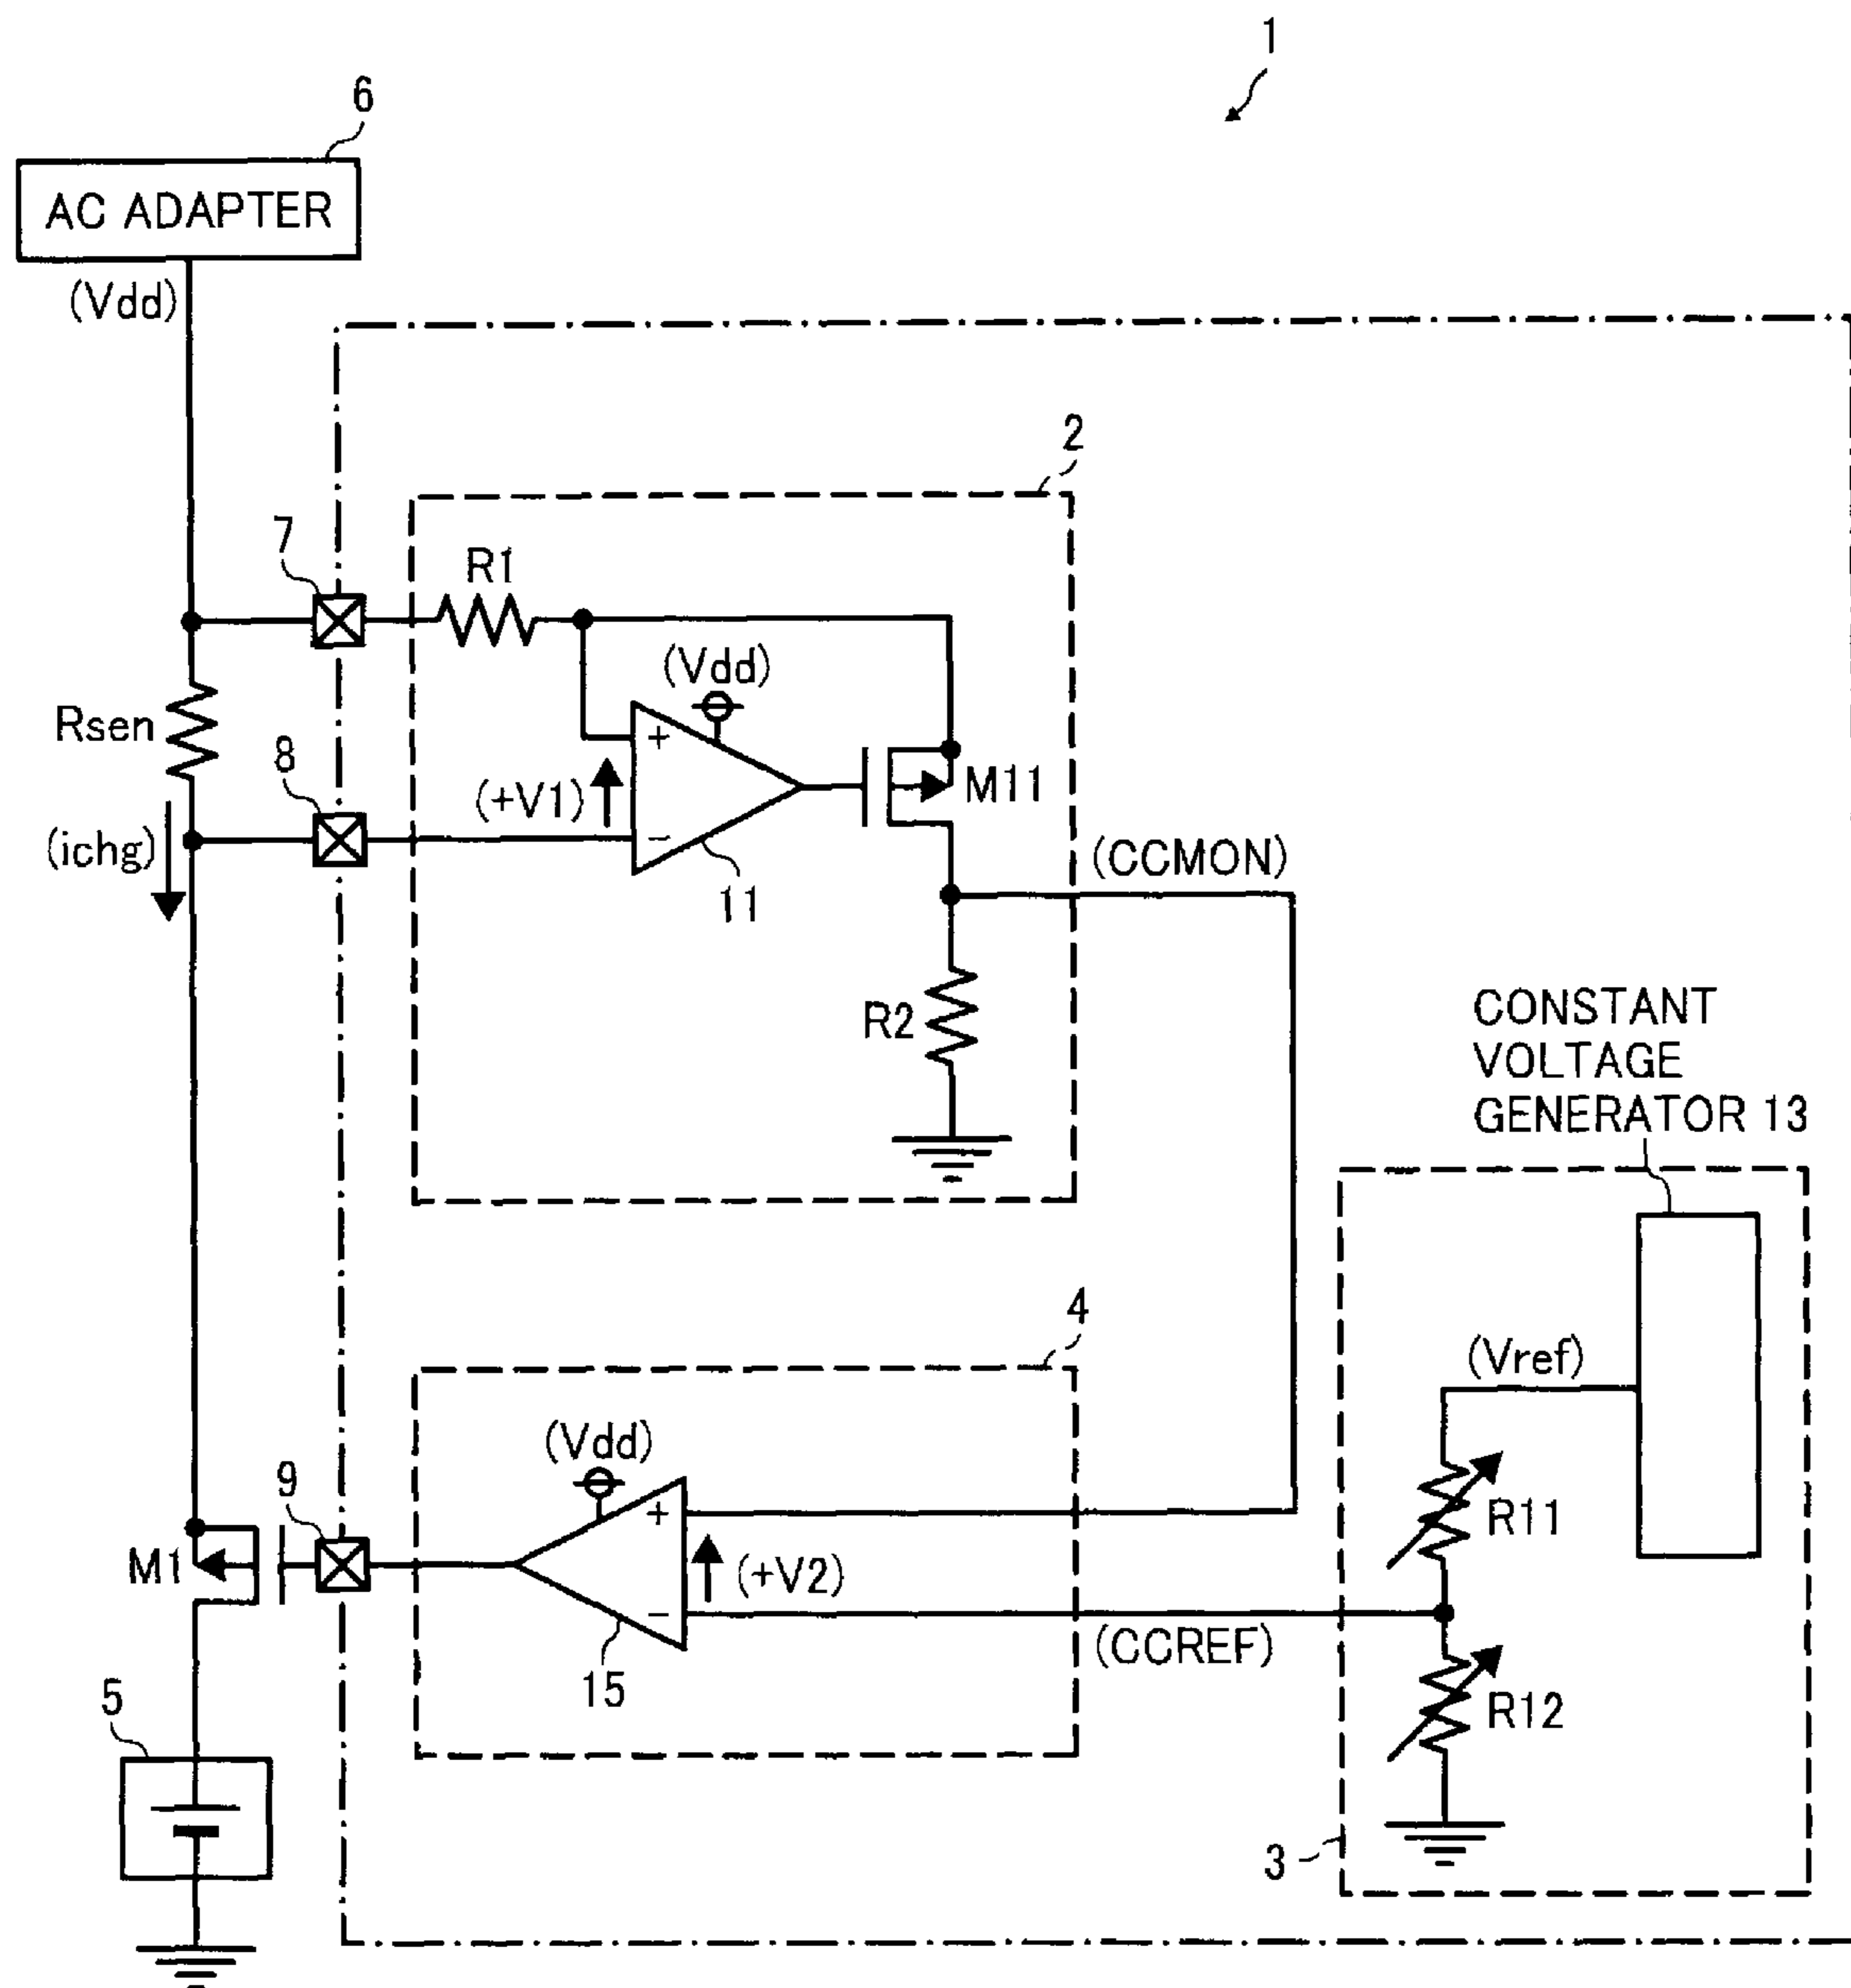 1
6
AC ADAPTER
(Vdd)
2
7
R1
(Vdd)
Rsen
8
+
M11
(+V1)
(ichg)
−
(CCMON)
11
R2
CONSTANT
VOLTAGE
GENERATOR 13
4
(Vref)
(Vdd)
9
+
R11
M1
(+V2)
−
(CCREF)
15
5
R12
3